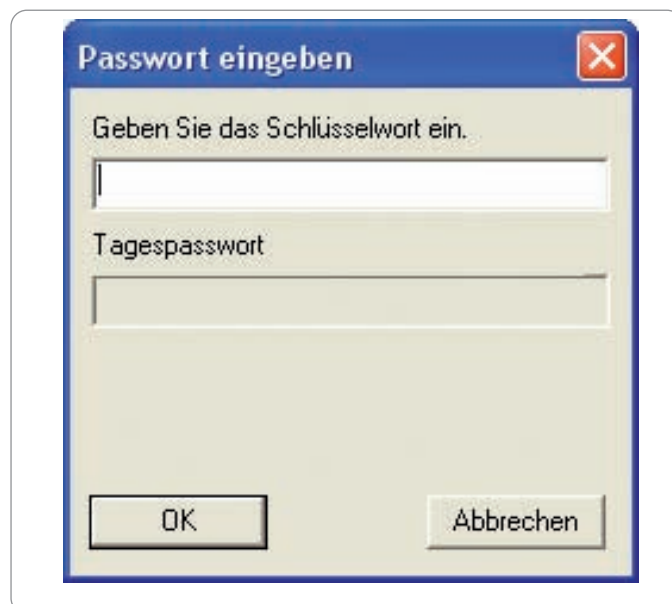 Passwort eingeben
Geben Sie das Schlüsselwort ein.
Tagespasswort
OK
Abbrechen